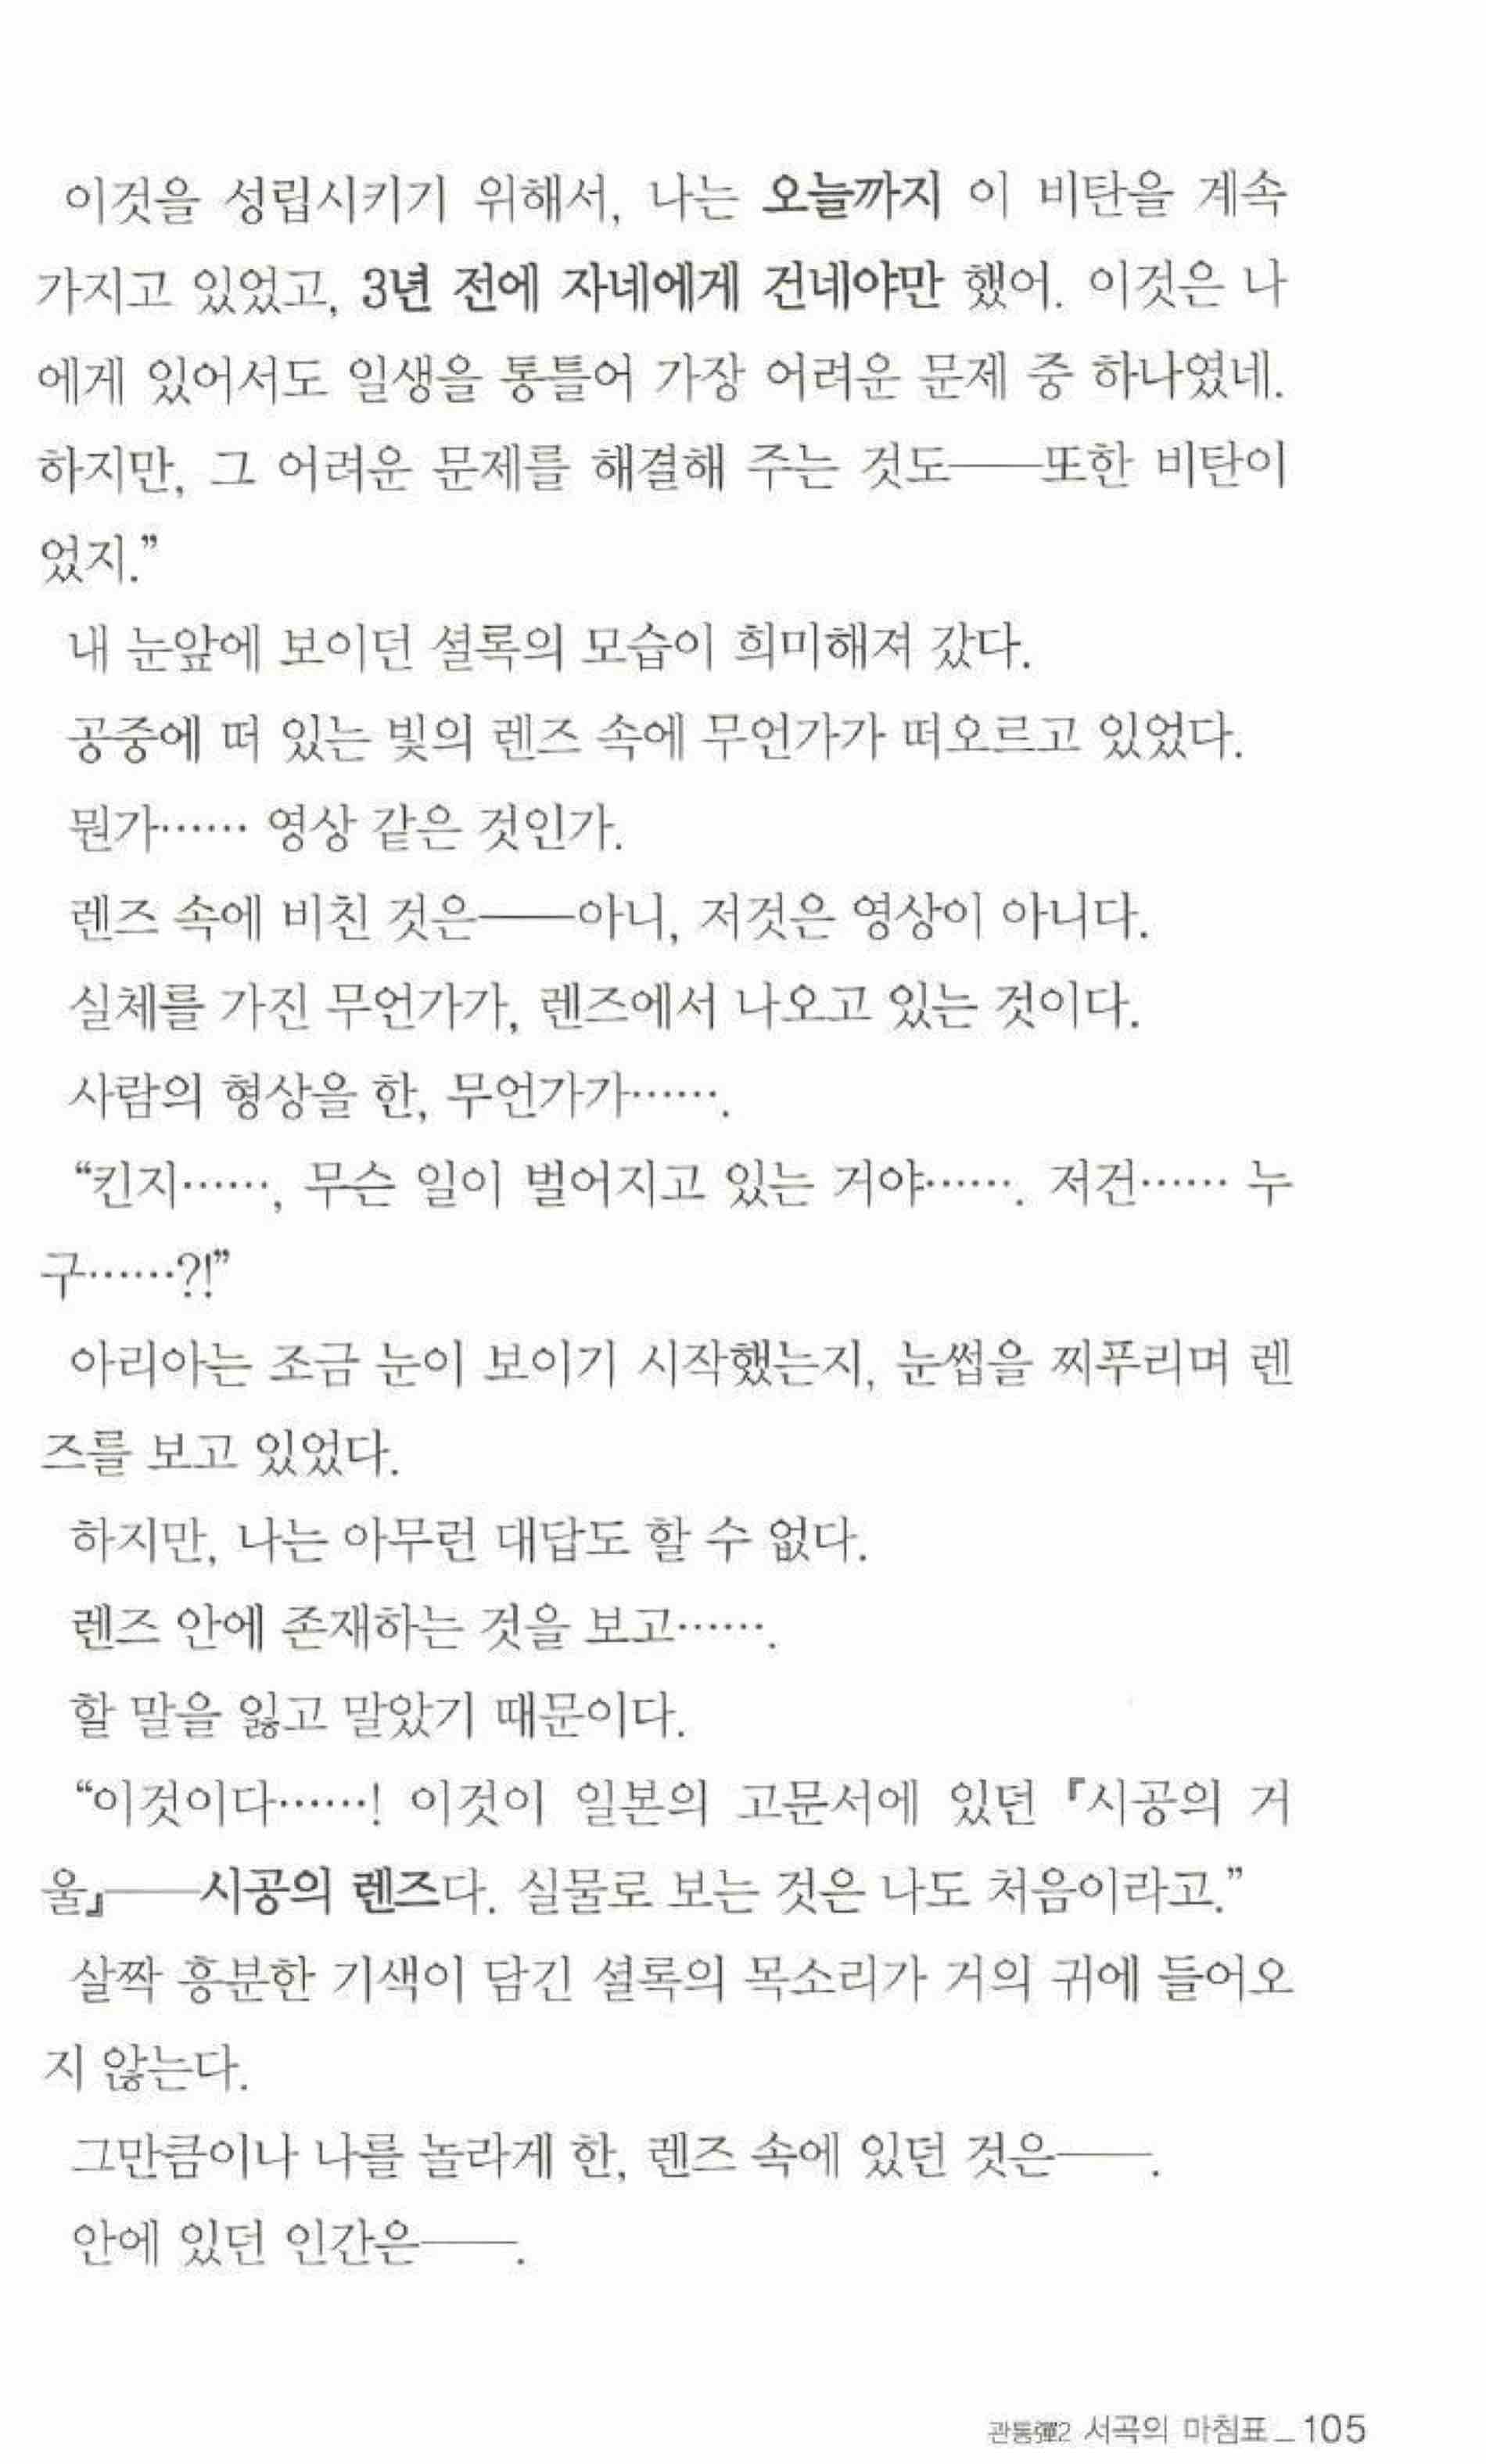 이것을 성립시키기 위해서, 나는 오늘까지 이 비탄을 계속
가지고 있었고, 3년 전에 자네에게 건네야만 했어. 이것은 나
에게 있어서도 일생을 통틀어 가장 어려운 문제 중 하나였네.
하지만, 그 어려운 문제를 해결해 주는 것도──또한 비탄이
었지.”
내 눈앞에 보이던 셜록의 모습이 희미해져 갔다.
공중에 떠 있는 빛의 렌즈 속에 무언가가 떠오르고 있었다.
뭔가…… 영상 같은 것인가.
렌즈 속에 비친 것은──아니, 저것은 영상이 아니다.
실체를 가진 무언가가, 렌즈에서 나오고 있는 것이다.
사람의 형상을 한, 무언가가…….
“킨지……, 무슨 일이 벌어지고 있는 거야……. 저건…… 누
구……?!”
아리아는 조금 눈이 보이기 시작했는지, 눈썹을 찌푸리며 렌
즈를 보고 있었다.
하지만, 나는 아무런 대답도 할 수 없다.
렌즈 안에 존재하는 것을 보고…….
할 말을 잃고 말았기 때문이다.
“이것이다……! 이것이 일본의 고문서에 있던 『시공의 거
울』──시공의 렌즈다. 실물로 보는 것은 나도 처음이라고.”
살짝 흥분한 기색이 담긴 셜록의 목소리가 거의 귀에 들어오
지 않는다.
그만큼이나 나를 놀라게 한, 렌즈 속에 있던 것은──.
안에 있던 인간은──.
관통彈2 서곡의 마침표_105